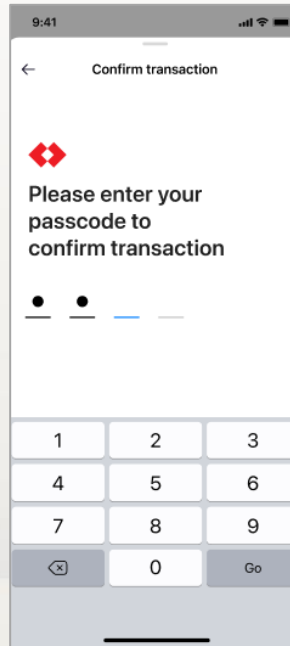 9:41
Confirm transaction
Please enter your
passcode to
confirm transaction
1 2 3
4 5 6
7 8 9
0 Go